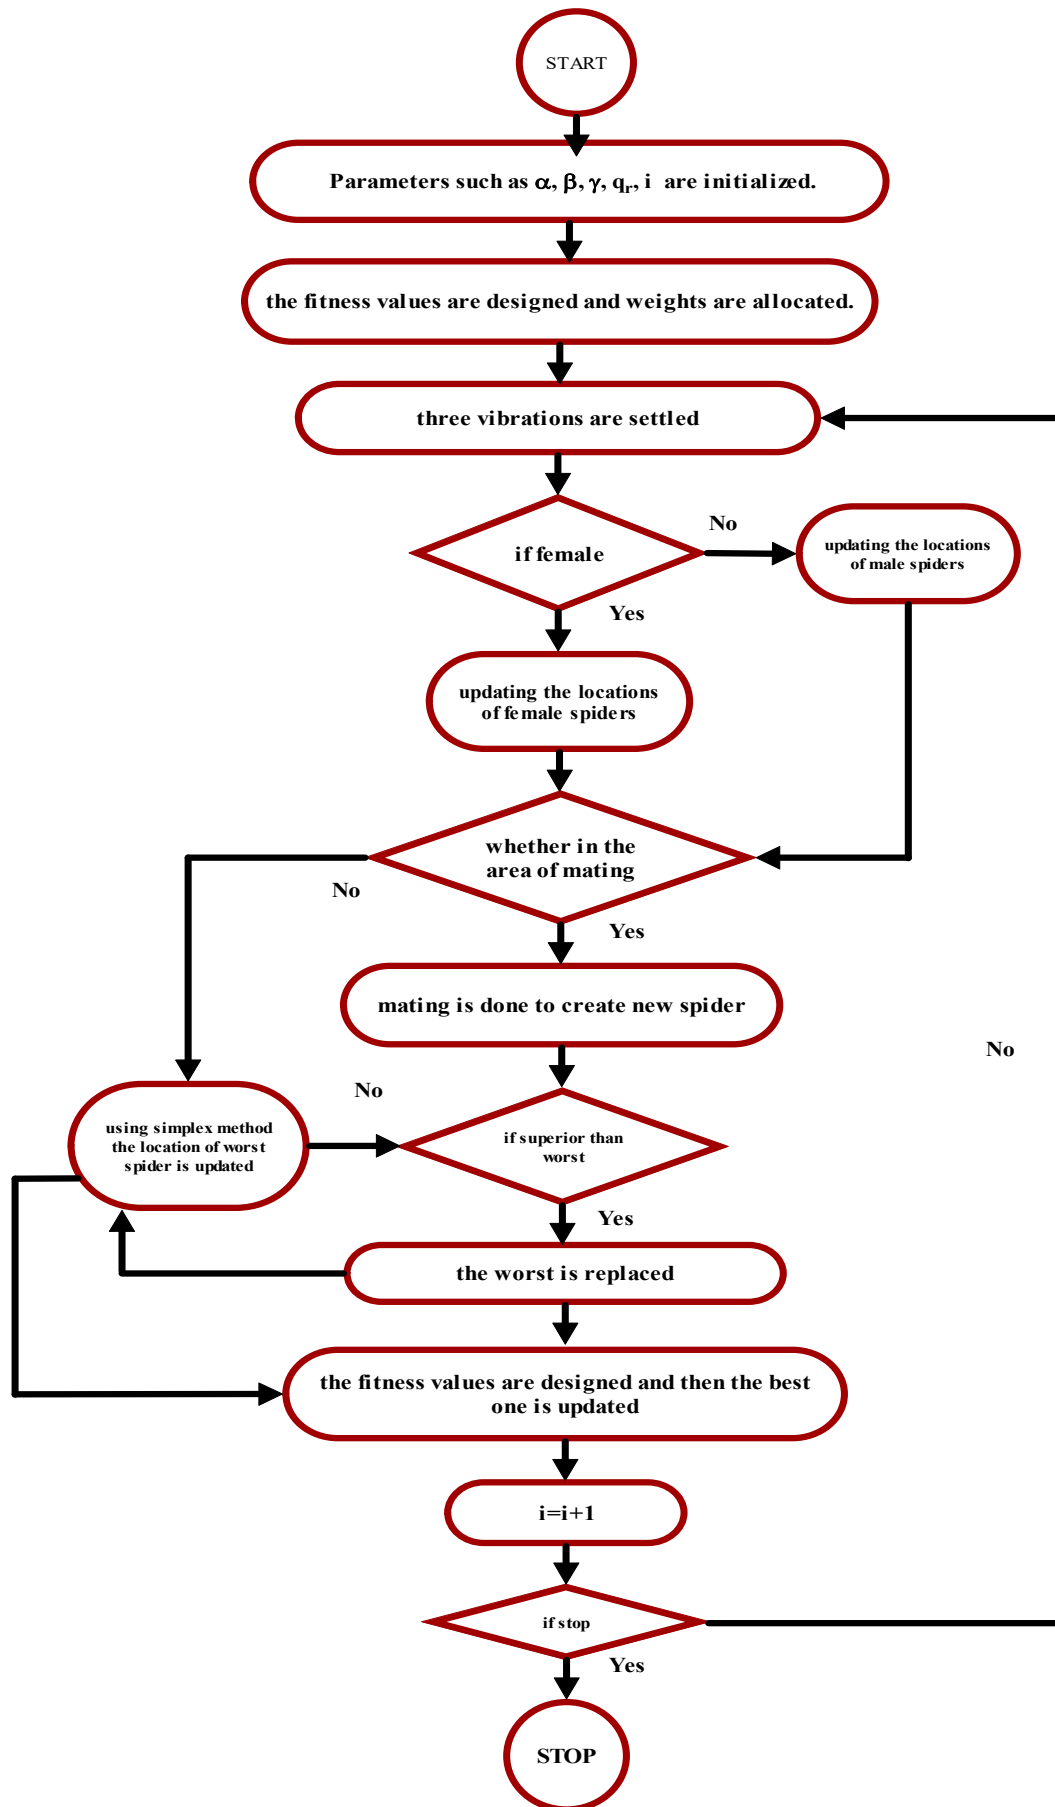 START
Parameters such as α, β, γ, qr, i are initialized.
the fitness values are designed and weights are allocated.
three vibrations are settled
if female
No
updating the locations
of male spiders
Yes
updating the locations
of female spiders
whether in the
area of mating
No
Yes
mating is done to create new spider
No
No
using simplex method
the location of worst
spider is updated
if superior than
worst
Yes
the worst is replaced
the fitness values are designed and then the best
one is updated
i=i+1
if stop
Yes
STOP